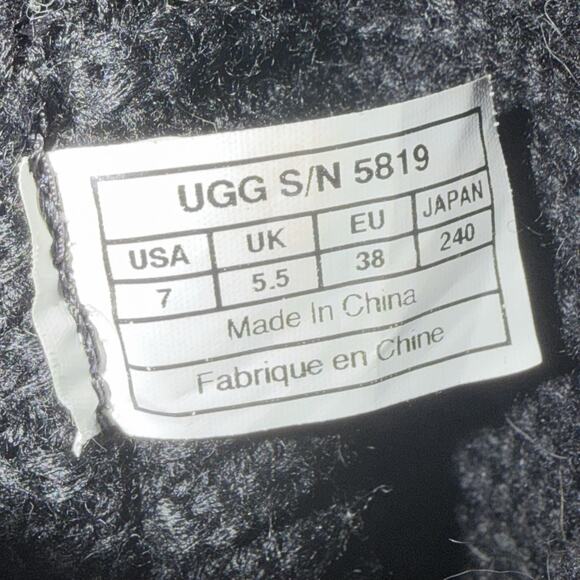 UGG S/N 5819
USA UK EU JAPAN
7 5.5 38 240
Made In China
Fabrique en Chine